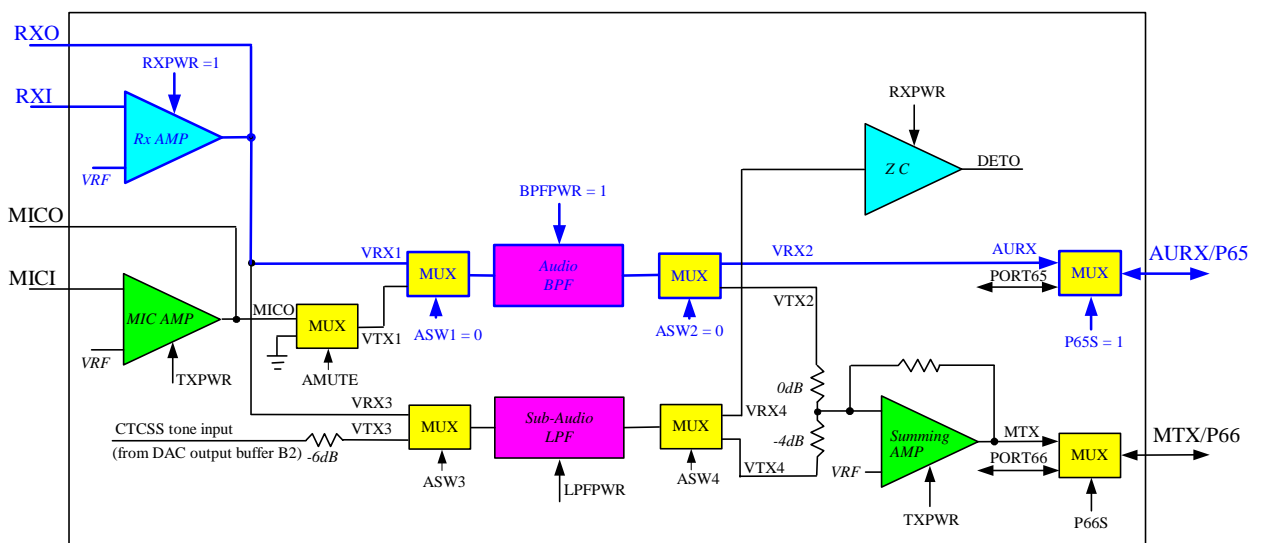 RXO
RXPWR =1
RXI
Rx AMP
VRF
RXPWR
Z C
DETO
MICO
BPFPWR = 1
MICI
VRX1
MUX
Audio
BPF
MUX
VRX2
AURX
MUX
AURX/P65
PORT65
MIC AMP
MICO
MUX
VTX1
VTX2
ASW1 = 0
ASW2 = 0
P65S = 1
VRF
TXPWR
AMUTE
0dB
VRX3
Sub-Audio
LPF
VRX4
CTCSS tone input
VTX3
MUX
MUX
-4dB
Summing
AMP
MTX
MTX/P66
(from DAC output buffer B2)
-6dB
VTX4
VRF
PORT66
MUX
ASW3
LPFPWR
ASW4
TXPWR
P66S